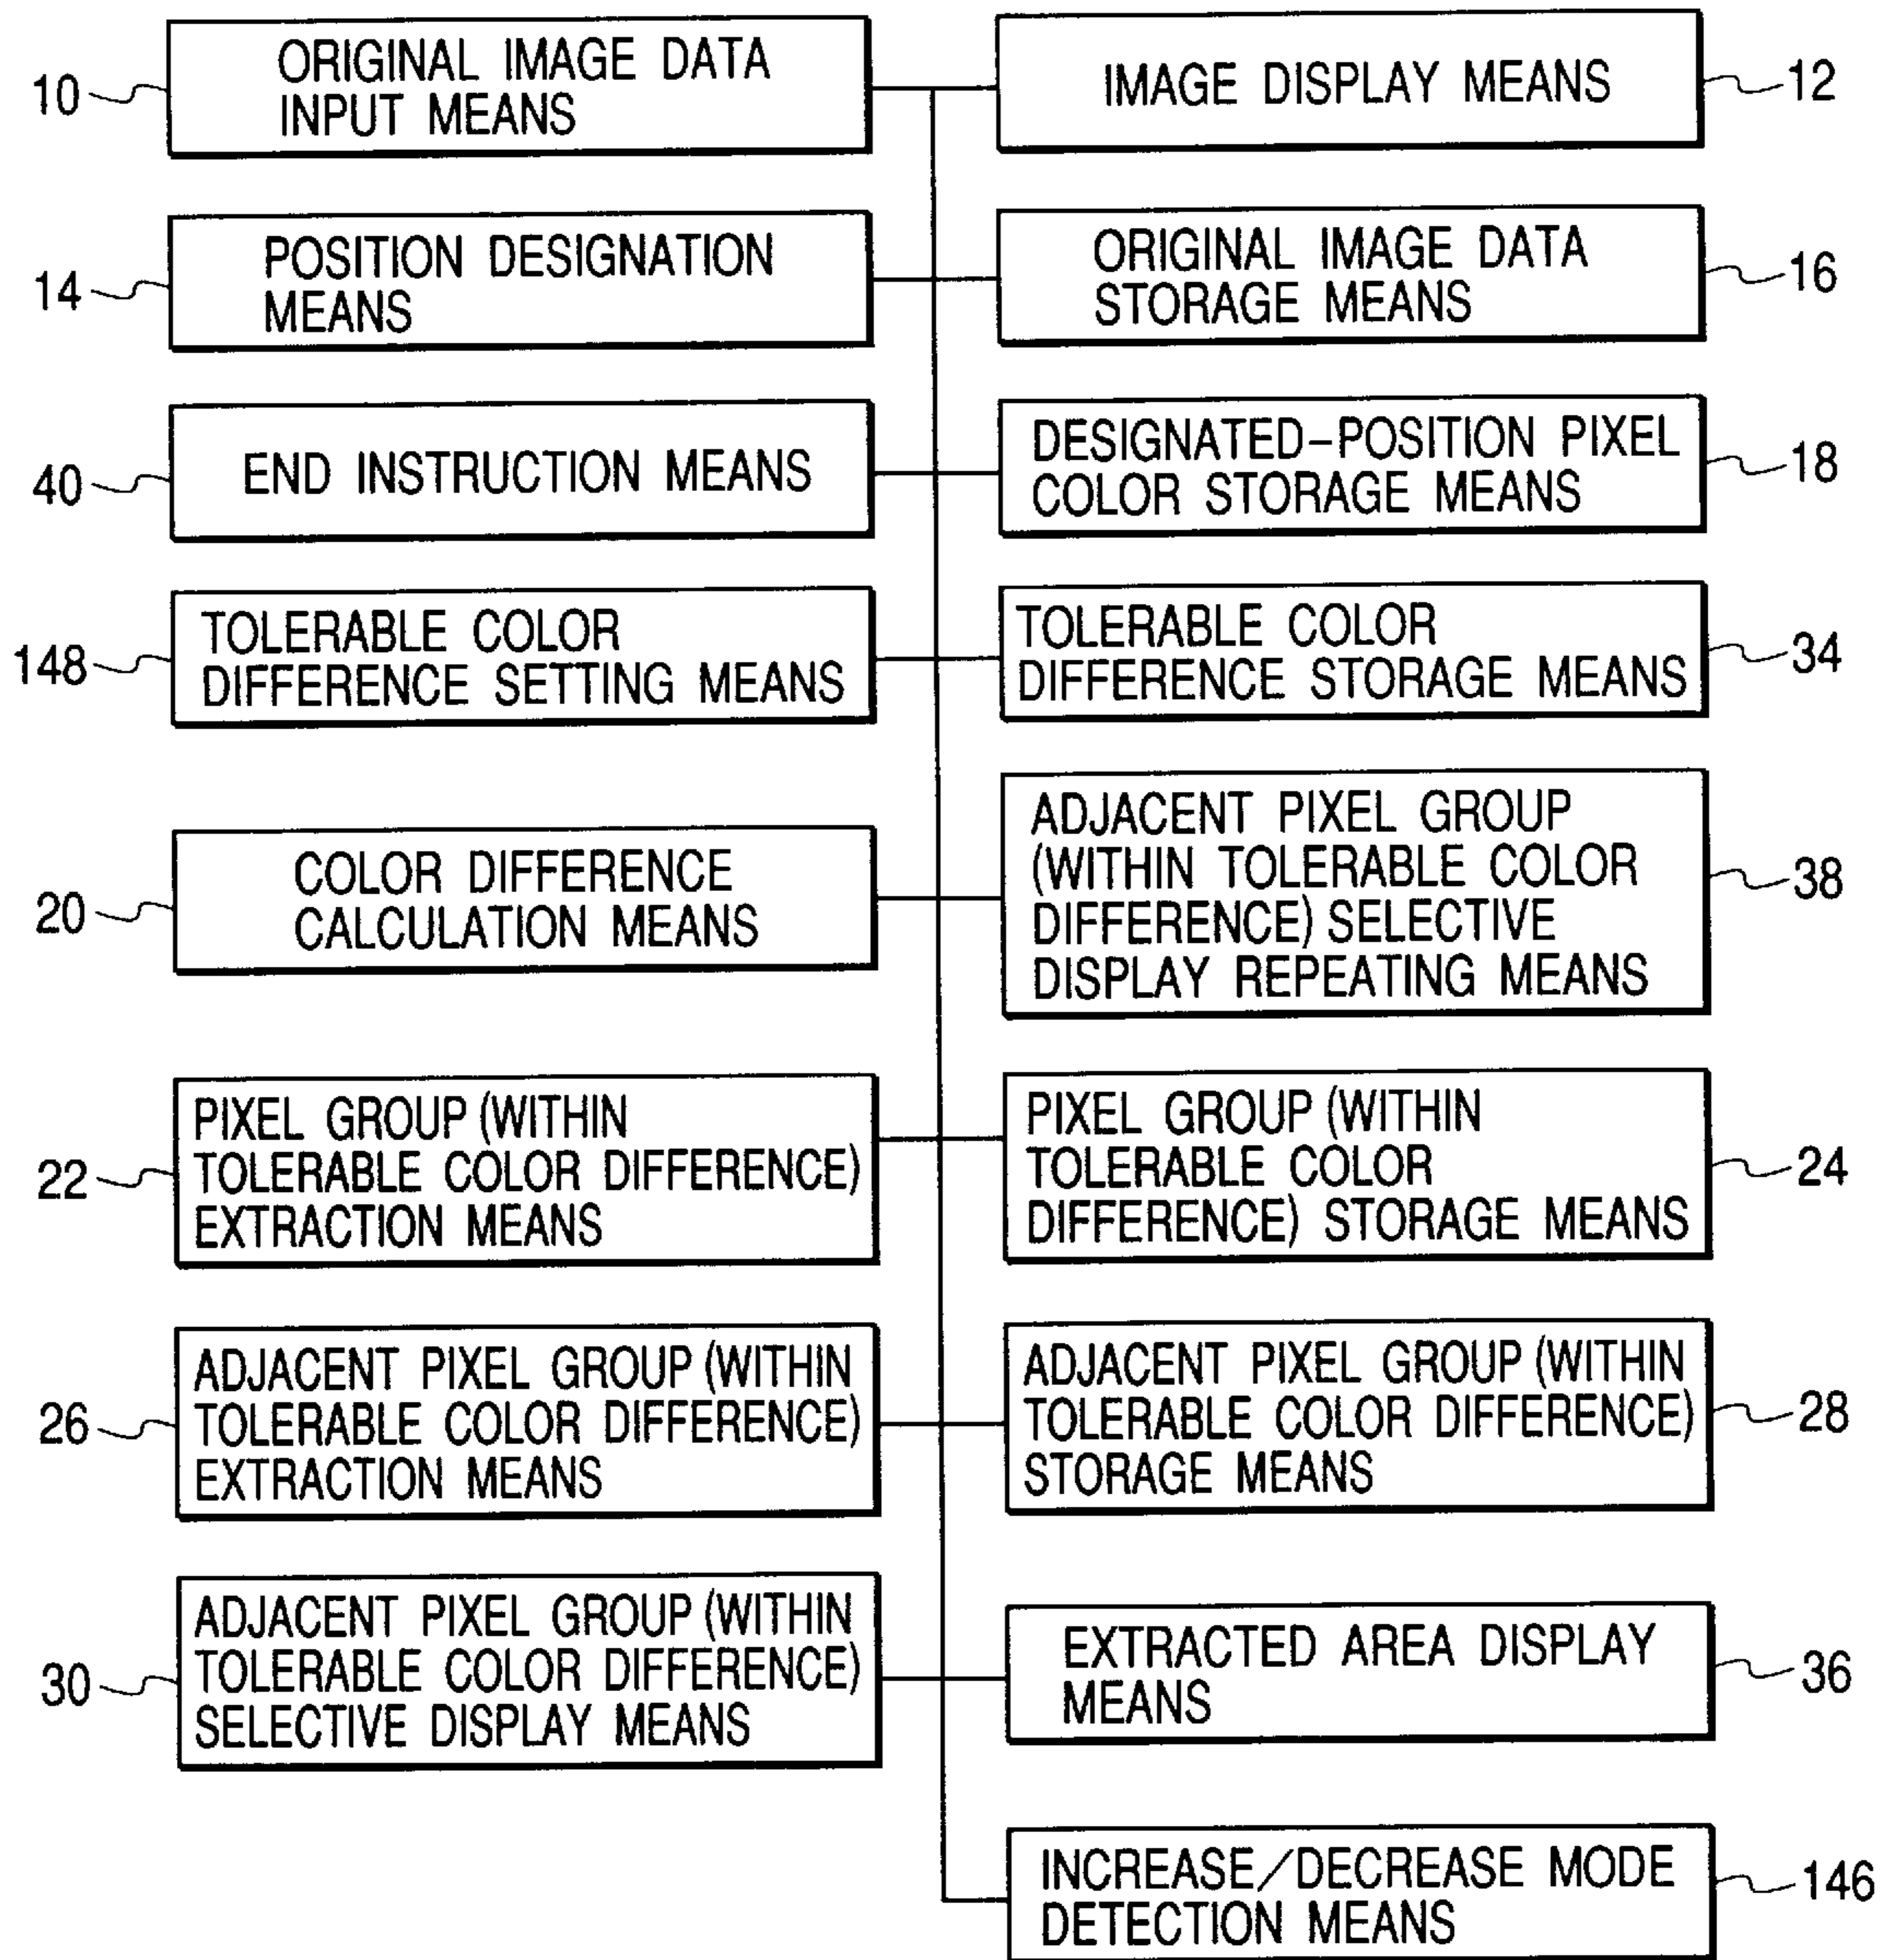 10
ORIGINAL IMAGE DATA
INPUT MEANS
IMAGE DISPLAY MEANS
12
14
POSITION DESIGNATION
MEANS
ORIGINAL IMAGE DATA
STORAGE MEANS
16
40
END INSTRUCTION MEANS
DESIGNATED-POSITION PIXEL
COLOR STORAGE MEANS
18
148
TOLERABLE COLOR
DIFFERENCE SETTING MEANS
TOLERABLE COLOR
DIFFERENCE STORAGE MEANS
34
20
COLOR DIFFERENCE
CALCULATION MEANS
ADJACENT PIXEL GROUP
(WITHIN TOLERABLE COLOR
DIFFERENCE) SELECTIVE
DISPLAY REPEATING MEANS
38
22
PIXEL GROUP (WITHIN
TOLERABLE COLOR DIFFERENCE)
EXTRACTION MEANS
PIXEL GROUP (WITHIN
TOLERABLE COLOR
DIFFERENCE) STORAGE MEANS
24
26
ADJACENT PIXEL GROUP (WITHIN
TOLERABLE COLOR DIFFERENCE)
EXTRACTION MEANS
ADJACENT PIXEL GROUP (WITHIN
TOLERABLE COLOR DIFFERENCE)
STORAGE MEANS
28
30
ADJACENT PIXEL GROUP (WITHIN
TOLERABLE COLOR DIFFERENCE)
SELECTIVE DISPLAY MEANS
EXTRACTED AREA DISPLAY
MEANS
36
INCREASE/DECREASE MODE
DETECTION MEANS
146